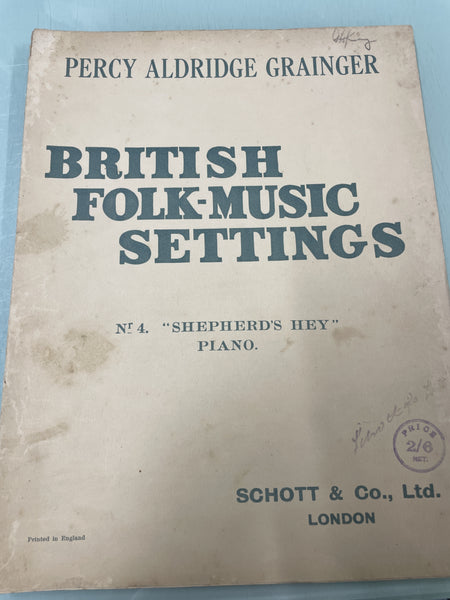 PERCY ALDRIDGE GRAINGER
BRITISH
FOLK-MUSIC
SETTINGS
Nr 4. "SHEPHERD'S HEY"
PIANO.
PRICE
2/6
NET.
SCHOTT & Co., Ltd.
LONDON
Printed in England